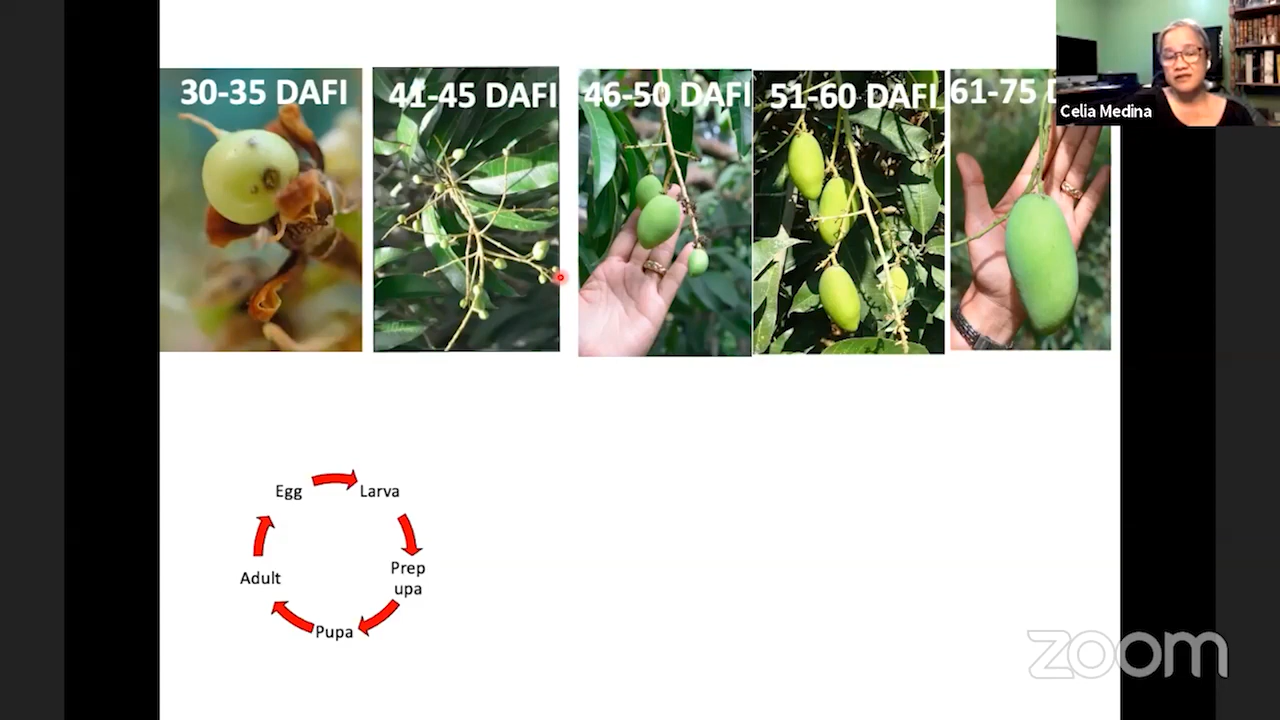 30-35 DAFI
41-45 DAFI
46-50 DAFI
51-60 DAFI
61-75
Celia Medina
Egg
Larva
Prep
upa
Pupa
Adult
zoom